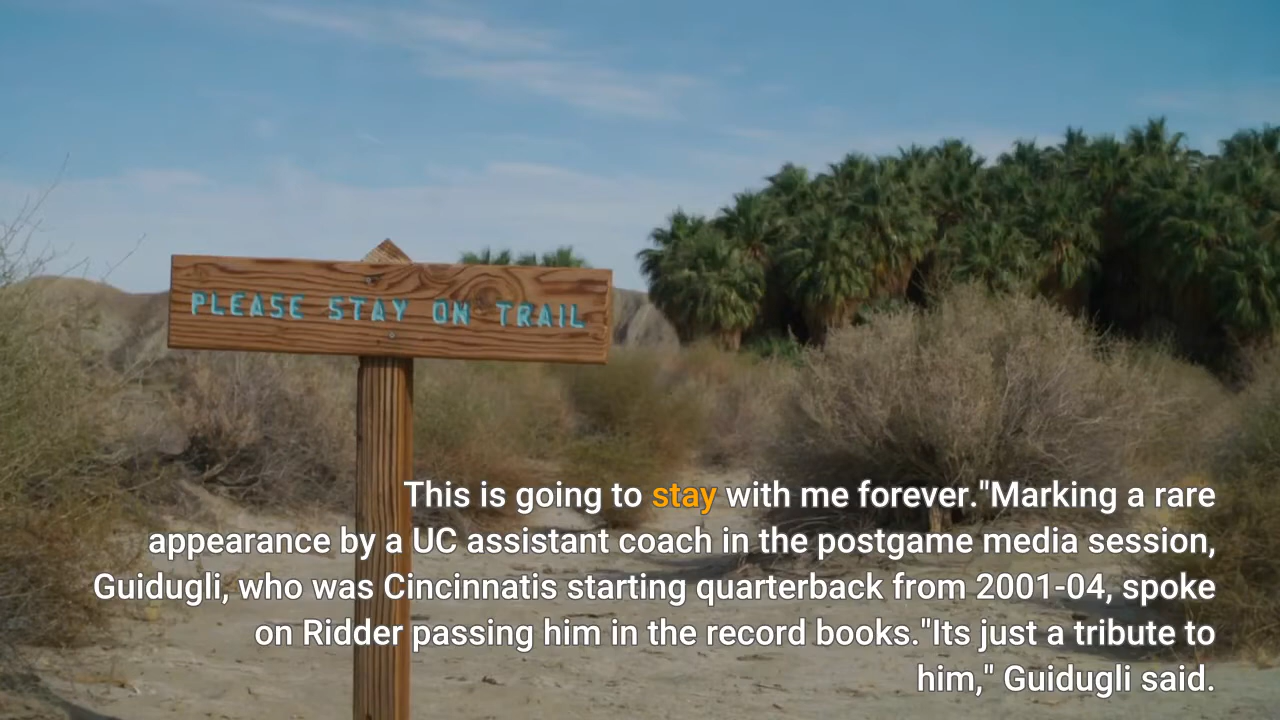 PLEASE STAY ON TRAIL
This is going to stay with me forever."Marking a rare
appearance by a UC assistant coach in the postgame media session,
Guidugli, who was Cincinnatis starting quarterback from 2001-04, spoke
on Ridder passing him in the record books."Its just a tribute to
him," Guidugli said.